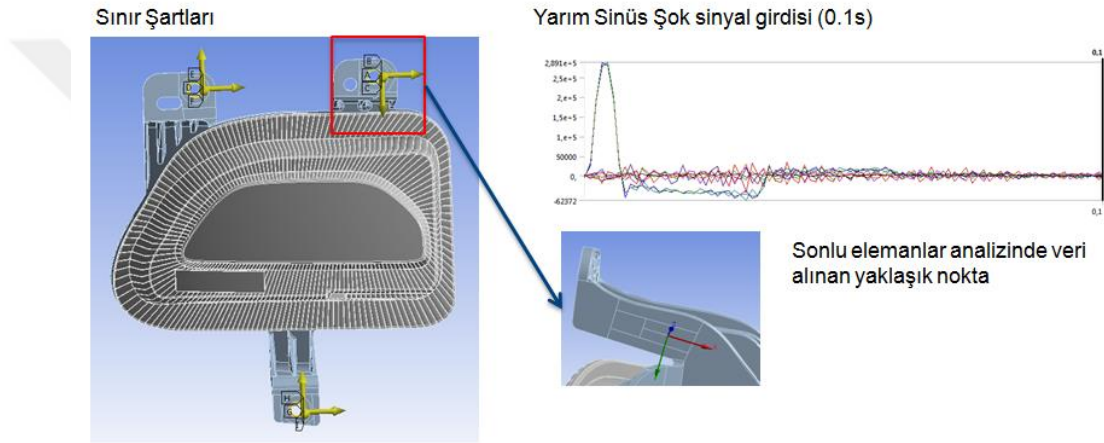 Sınır Şartları
Yarım Sinüs Şok sinyal girdisi (0.1s)
0,1
2,891e+5
2,5e+5
2,e+5
1,5e+5
1,e+5
50000
0,
-62372
0,1
B
A
C
E
D
F
H
G
Sonlu elemanlar analizinde veri
alınan yaklaşık nokta